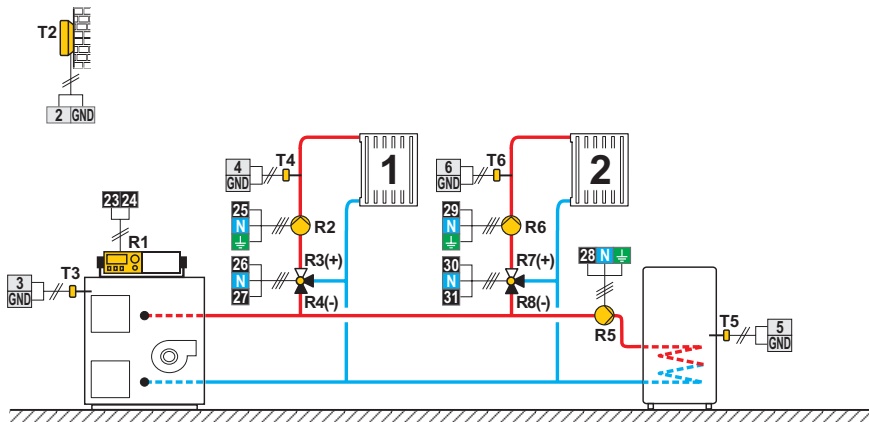 T2
2 GND
4
GND
T4
1
6
GND
T6
2
23 24
R1
25
N
R2
29
N
R6
26
N
27
R3(+)
R4(-)
30
N
31
R7(+)
R8(-)
28 N
3
GND
T3
R5
T5
5
GND